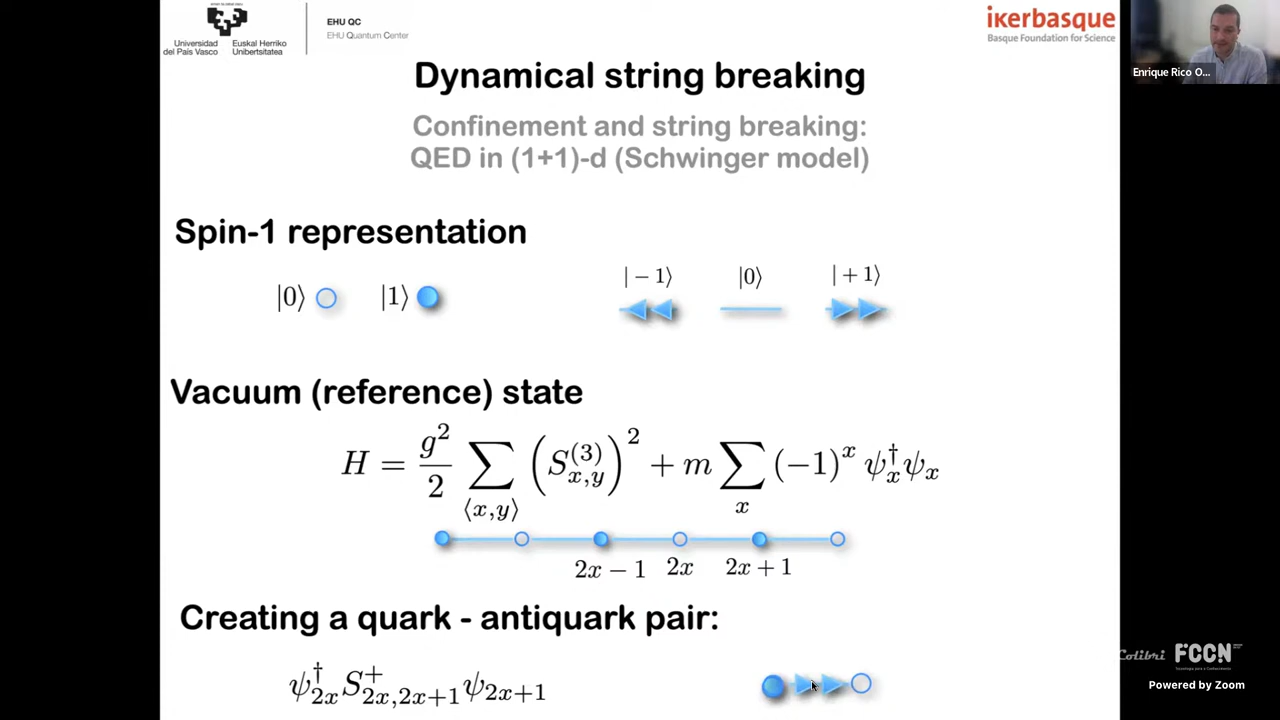 Universidad del País Vasco
Euskal Herriko Unibertsitatea
EHU QC
EHU Quantum Center
ikerbasque
Basque Foundation for Science
Enrique Rico O...
Dynamical string breaking
Confinement and string breaking:
QED in (1+1)-d (Schwinger model)
Spin-1 representation
|0⟩ |1⟩ |−1⟩ |0⟩ |+1⟩
Vacuum (reference) state
H = g²/2 ∑_{⟨x,y⟩} (S^{(3)}_{x,y})² + m ∑_x (−1)^x ψ†_x ψ_x
2x − 1 2x 2x + 1
Creating a quark - antiquark pair:
ψ†_{2x} S^+_{2x,2x+1} ψ_{2x+1}
Colibri FCCN
Powered by Zoom